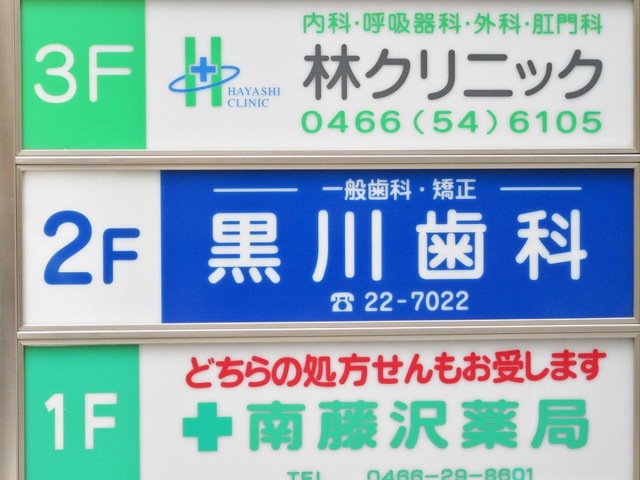 3F
内科・呼吸器科・外科・肛門科
HAYASHI
CLINIC
林クリニック
0466(54)6105
2F
一般歯科・矯正
黒川歯科
☎ 22-7022
1F
どちらの処方せんもお受します
南藤沢薬局
TEL 0466-29-8601